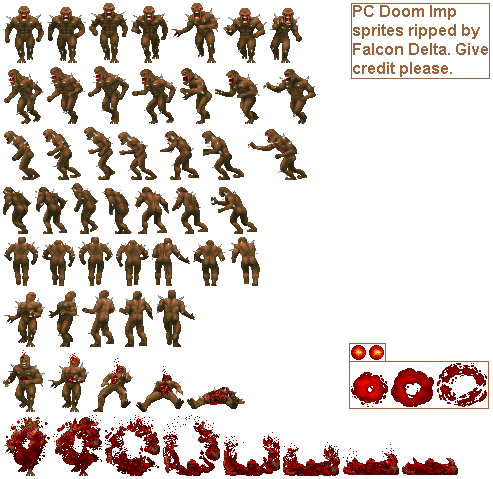 PC Doom Imp
sprites ripped by
Falcon Delta. Give
credit please.